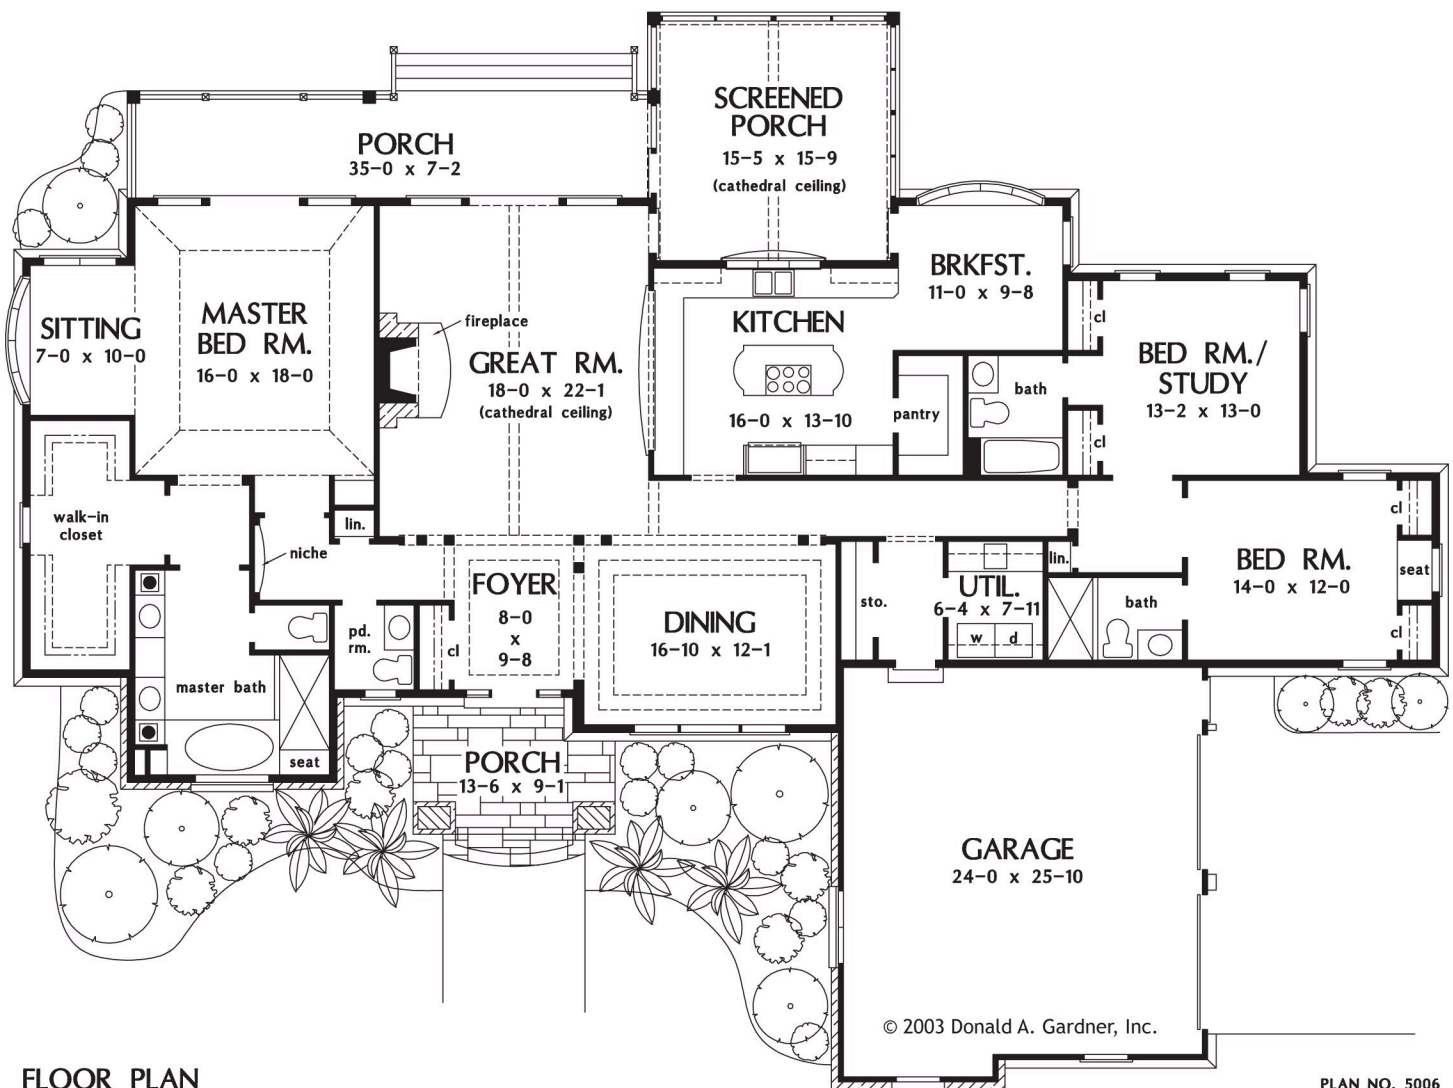 SCREENED
PORCH
15-5 x 15-9
(cathedral ceiling)
PORCH
35-0 x 7-2
BRKFST.
11-0 x 9-8
SITTING
7-0 x 10-0
MASTER
BED RM.
16-0 x 18-0
fireplace
GREAT RM.
18-0 x 22-1
(cathedral ceiling)
KITCHEN
16-0 x 13-10
pantry
bath
cl
cl
BED RM./
STUDY
13-2 x 13-0
walk-in
closet
lin.
niche
FOYER
8-0
x
9-8
DINING
16-10 x 12-1
sto.
UTIL.
6-4 x 7-11
w d
lin.
bath
BED RM.
14-0 x 12-0
cl
seat
cl
pd.
rm.
cl
master bath
seat
PORCH
13-6 x 9-1
GARAGE
24-0 x 25-10
© 2003 Donald A. Gardner, Inc.
FLOOR PLAN
PLAN NO. 5006